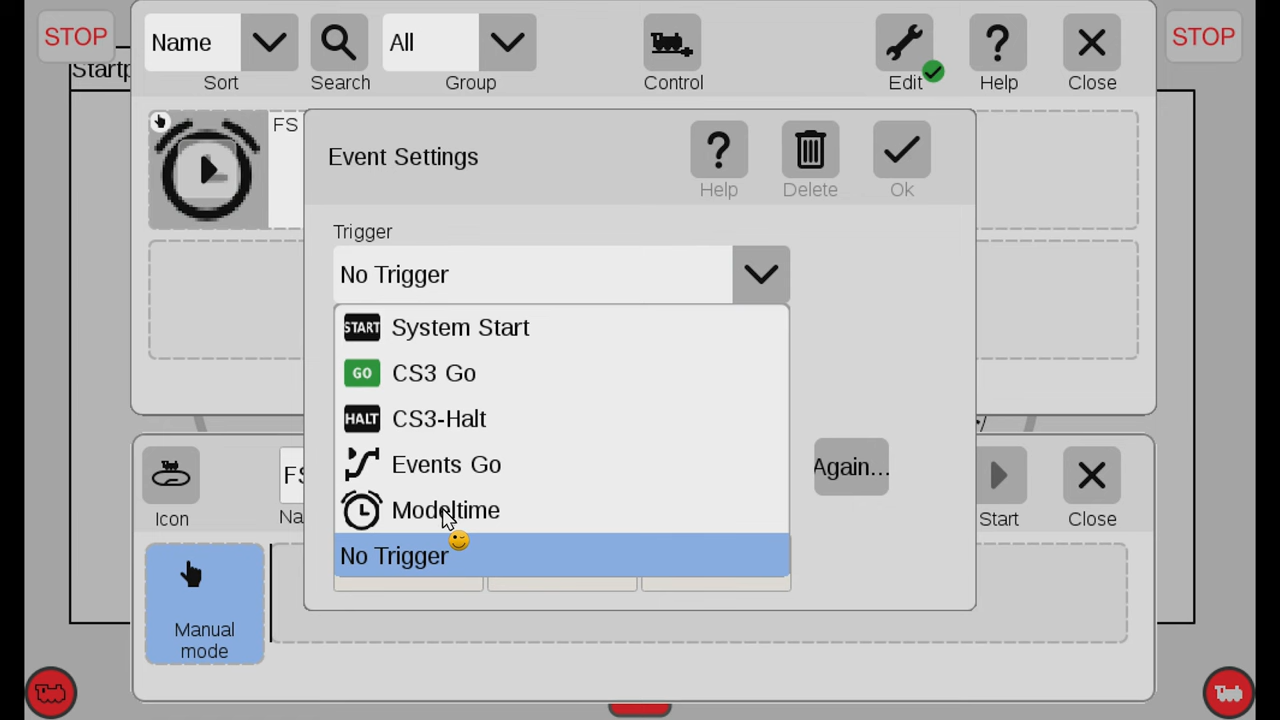 STOP
Name
All
STOP
Startp
Sort
Search
Group
Control
Edit
Help
Close
FS
Event Settings
Help
Delete
Ok
Trigger
No Trigger
START System Start
GO CS3 Go
HALT CS3-Halt
Events Go
Modeltime
No Trigger
Again...
FS
Icon
Na
Start
Close
Manual
mode